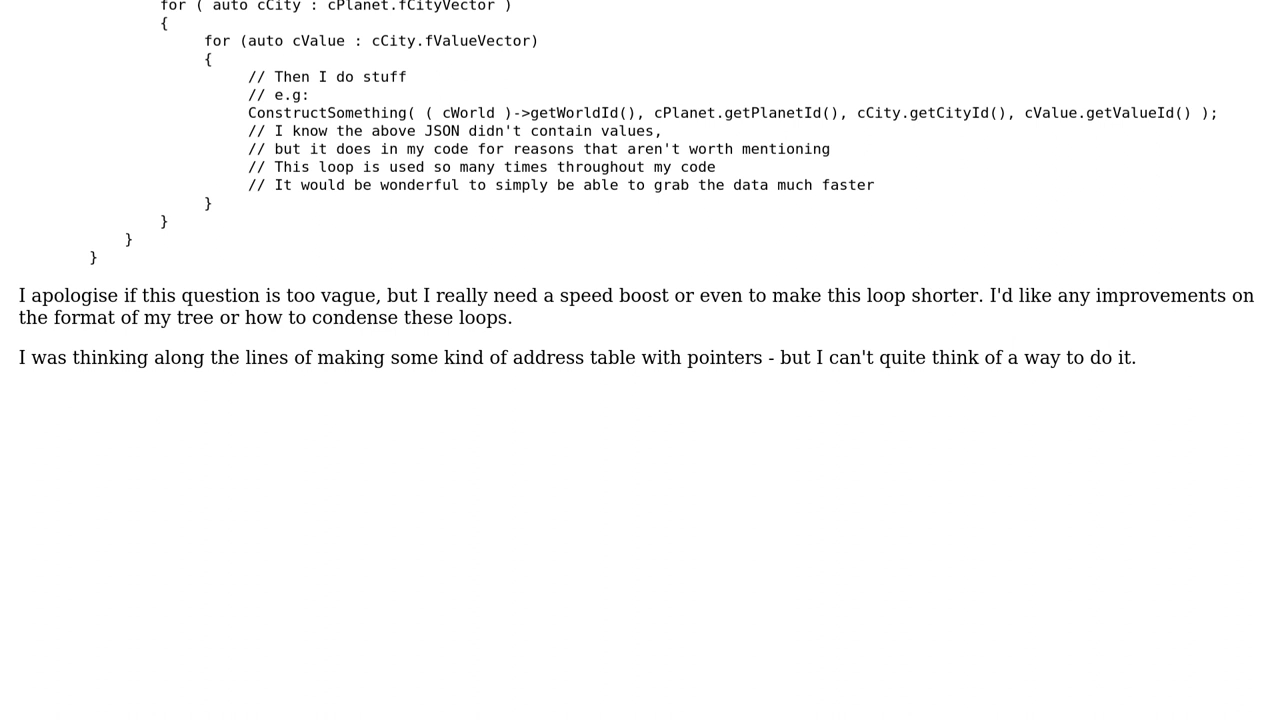 for ( auto cCity : cPlanet.fCityVector )
{
for (auto cValue : cCity.fValueVector)
{
// Then I do stuff
// e.g:
ConstructSomething( ( cWorld )->getWorldId(), cPlanet.getPlanetId(), cCity.getCityId(), cValue.getValueId() );
// I know the above JSON didn't contain values,
// but it does in my code for reasons that aren't worth mentioning
// This loop is used so many times throughout my code
// It would be wonderful to simply be able to grab the data much faster
}
}
}
}
I apologise if this question is too vague, but I really need a speed boost or even to make this loop shorter. I'd like any improvements on
the format of my tree or how to condense these loops.
I was thinking along the lines of making some kind of address table with pointers - but I can't quite think of a way to do it.